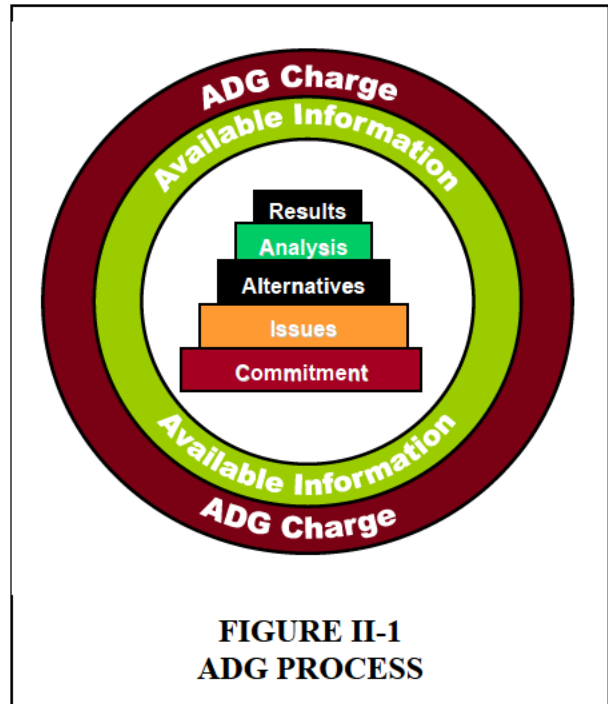 ADG Charge
Available Information
Results
Analysis
Alternatives
Issues
Commitment
Available Information
ADG Charge
FIGURE II-1
ADG PROCESS